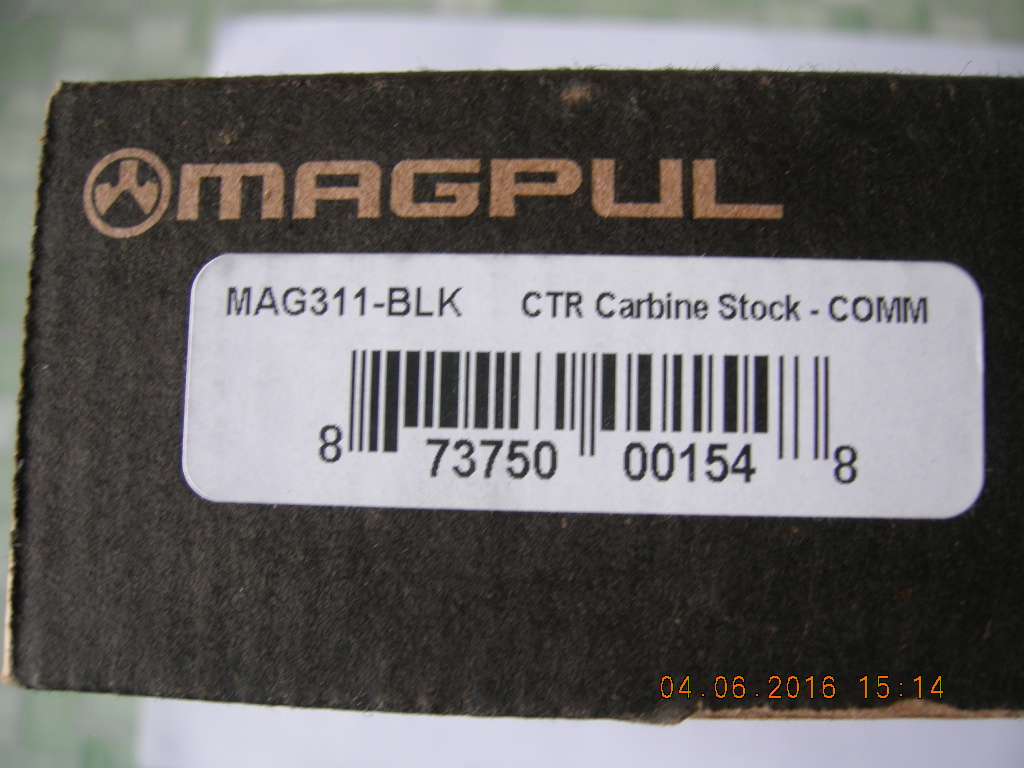 MAGPUL
MAG311-BLK CTR Carbine Stock - COMM
8 73750 00154 8
04.06.2016 15:14